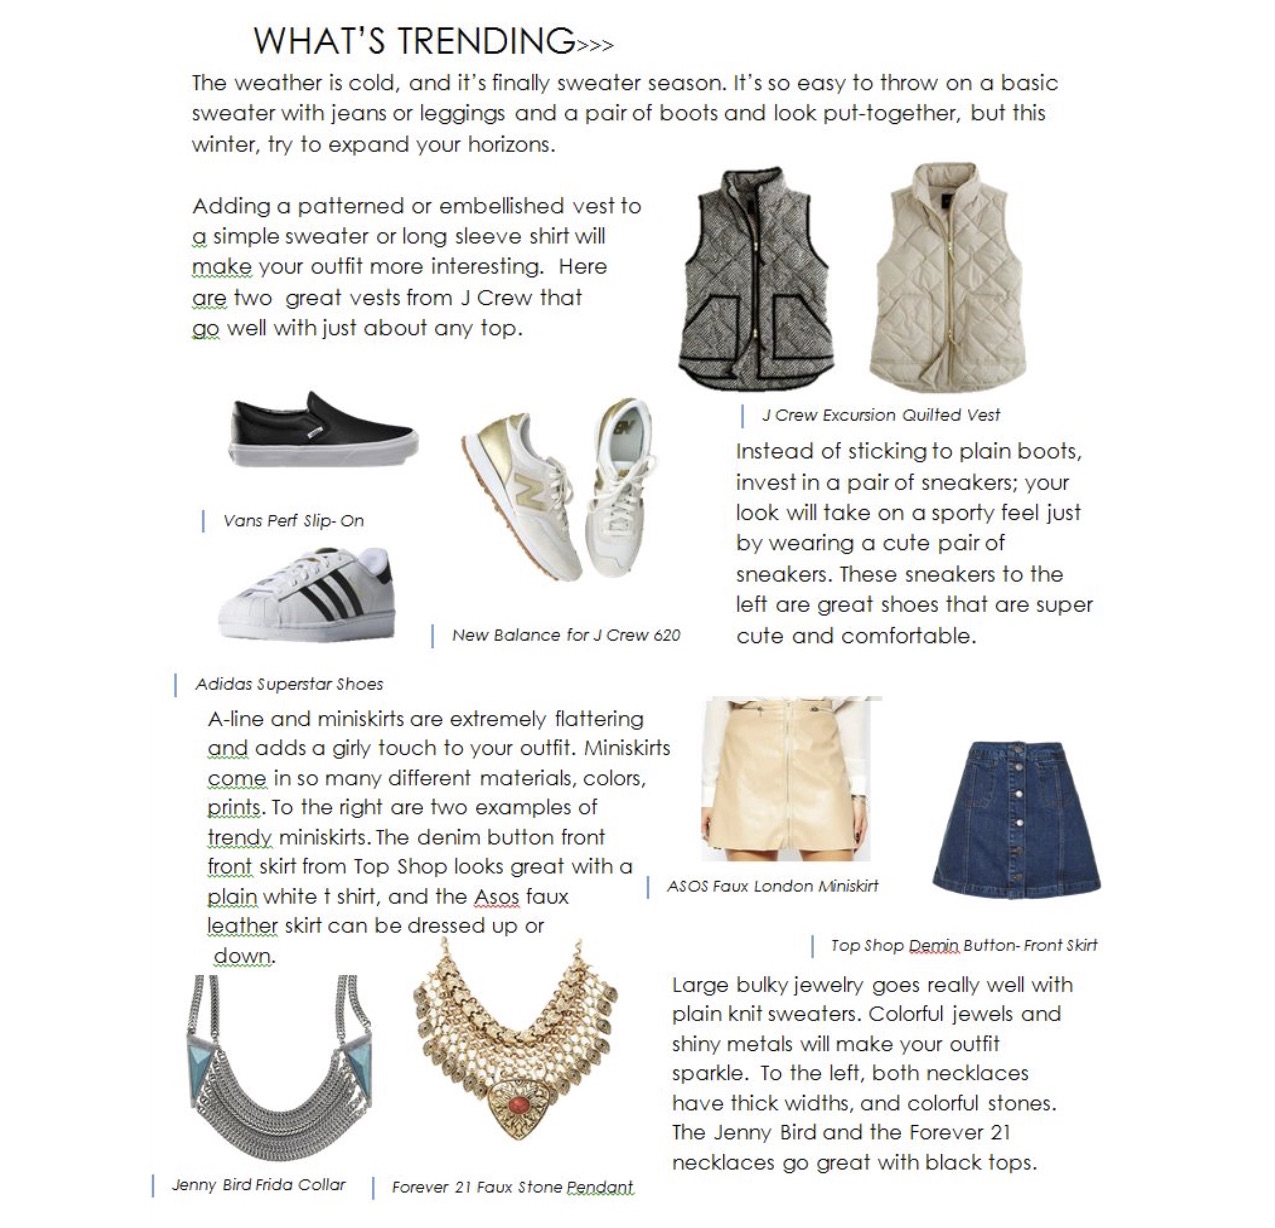 WHAT'S TRENDING>>>
The weather is cold, and it's finally sweater season. It's so easy to throw on a basic
sweater with jeans or leggings and a pair of boots and look put-together, but this
winter, try to expand your horizons.
Adding a patterned or embellished vest to
a simple sweater or long sleeve shirt will
make your outfit more interesting. Here
are two great vests from J Crew that
go well with just about any top.
J Crew Excursion Quilted Vest
Instead of sticking to plain boots,
invest in a pair of sneakers; your
look will take on a sporty feel just
by wearing a cute pair of
sneakers. These sneakers to the
left are great shoes that are super
cute and comfortable.
Vans Perf Slip- On
N
New Balance for J Crew 620
Adidas Superstar Shoes
A-line and miniskirts are extremely flattering
and adds a girly touch to your outfit. Miniskirts
come in so many different materials, colors,
prints. To the right are two examples of
trendy miniskirts. The denim button front
front skirt from Top Shop looks great with a
plain white t shirt, and the Asos faux
leather skirt can be dressed up or
down.
ASOS Faux London Miniskirt
Top Shop Demin Button- Front Skirt
Large bulky jewelry goes really well with
plain knit sweaters. Colorful jewels and
shiny metals will make your outfit
sparkle. To the left, both necklaces
have thick widths, and colorful stones.
The Jenny Bird and the Forever 21
necklaces go great with black tops.
Jenny Bird Frida Collar
Forever 21 Faux Stone Pendant